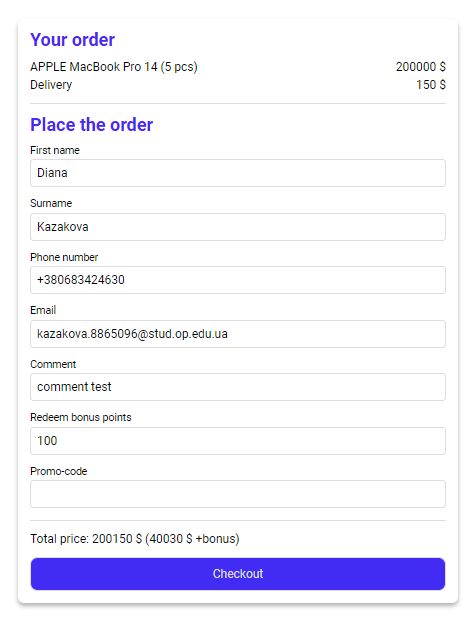 Your order
APPLE MacBook Pro 14 (5 pcs) 200000 $
Delivery 150 $
Place the order
First name
Diana
Surname
Kazakova
Phone number
+380683424630
Email
kazakova.8865096@stud.op.edu.ua
Comment
comment test
Redeem bonus points
100
Promo-code
Total price: 200150 $ (40030 $ +bonus)
Checkout